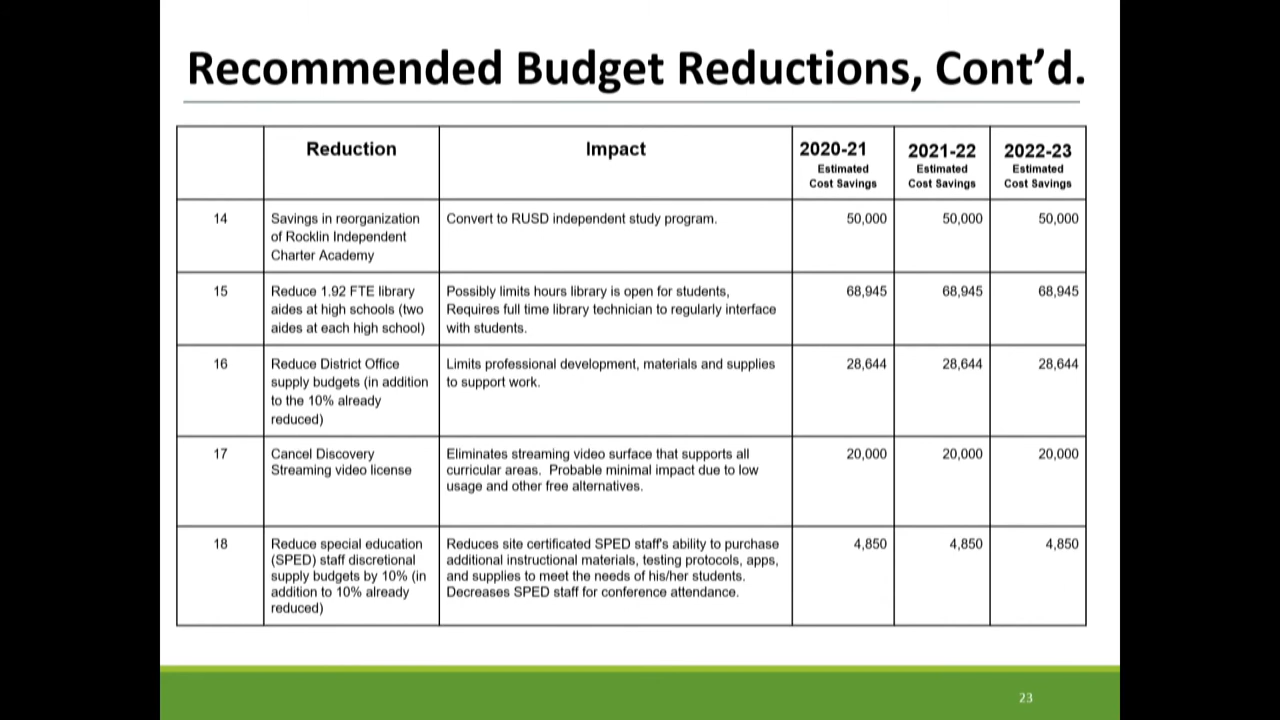 Recommended Budget Reductions, Cont’d.
Reduction
Impact
2020-21
Estimated
Cost Savings
2021-22
Estimated
Cost Savings
2022-23
Estimated
Cost Savings
14
Savings in reorganization
of Rocklin Independent
Charter Academy
Convert to RUSD independent study program.
50,000
50,000
50,000
15
Reduce 1.92 FTE library
aides at high schools (two
aides at each high school)
Possibly limits hours library is open for students,
Requires full time library technician to regularly interface
with students.
68,945
68,945
68,945
16
Reduce District Office
supply budgets (in addition
to the 10% already
reduced)
Limits professional development, materials and supplies
to support work.
28,644
28,644
28,644
17
Cancel Discovery
Streaming video license
Eliminates streaming video surface that supports all
curricular areas.  Probable minimal impact due to low
usage and other free alternatives.
20,000
20,000
20,000
18
Reduce special education
(SPED) staff discretional
supply budgets by 10% (in
addition to 10% already
reduced)
Reduces site certificated SPED staff's ability to purchase
additional instructional materials, testing protocols, apps,
and supplies to meet the needs of his/her students.
Decreases SPED staff for conference attendance.
4,850
4,850
4,850
23